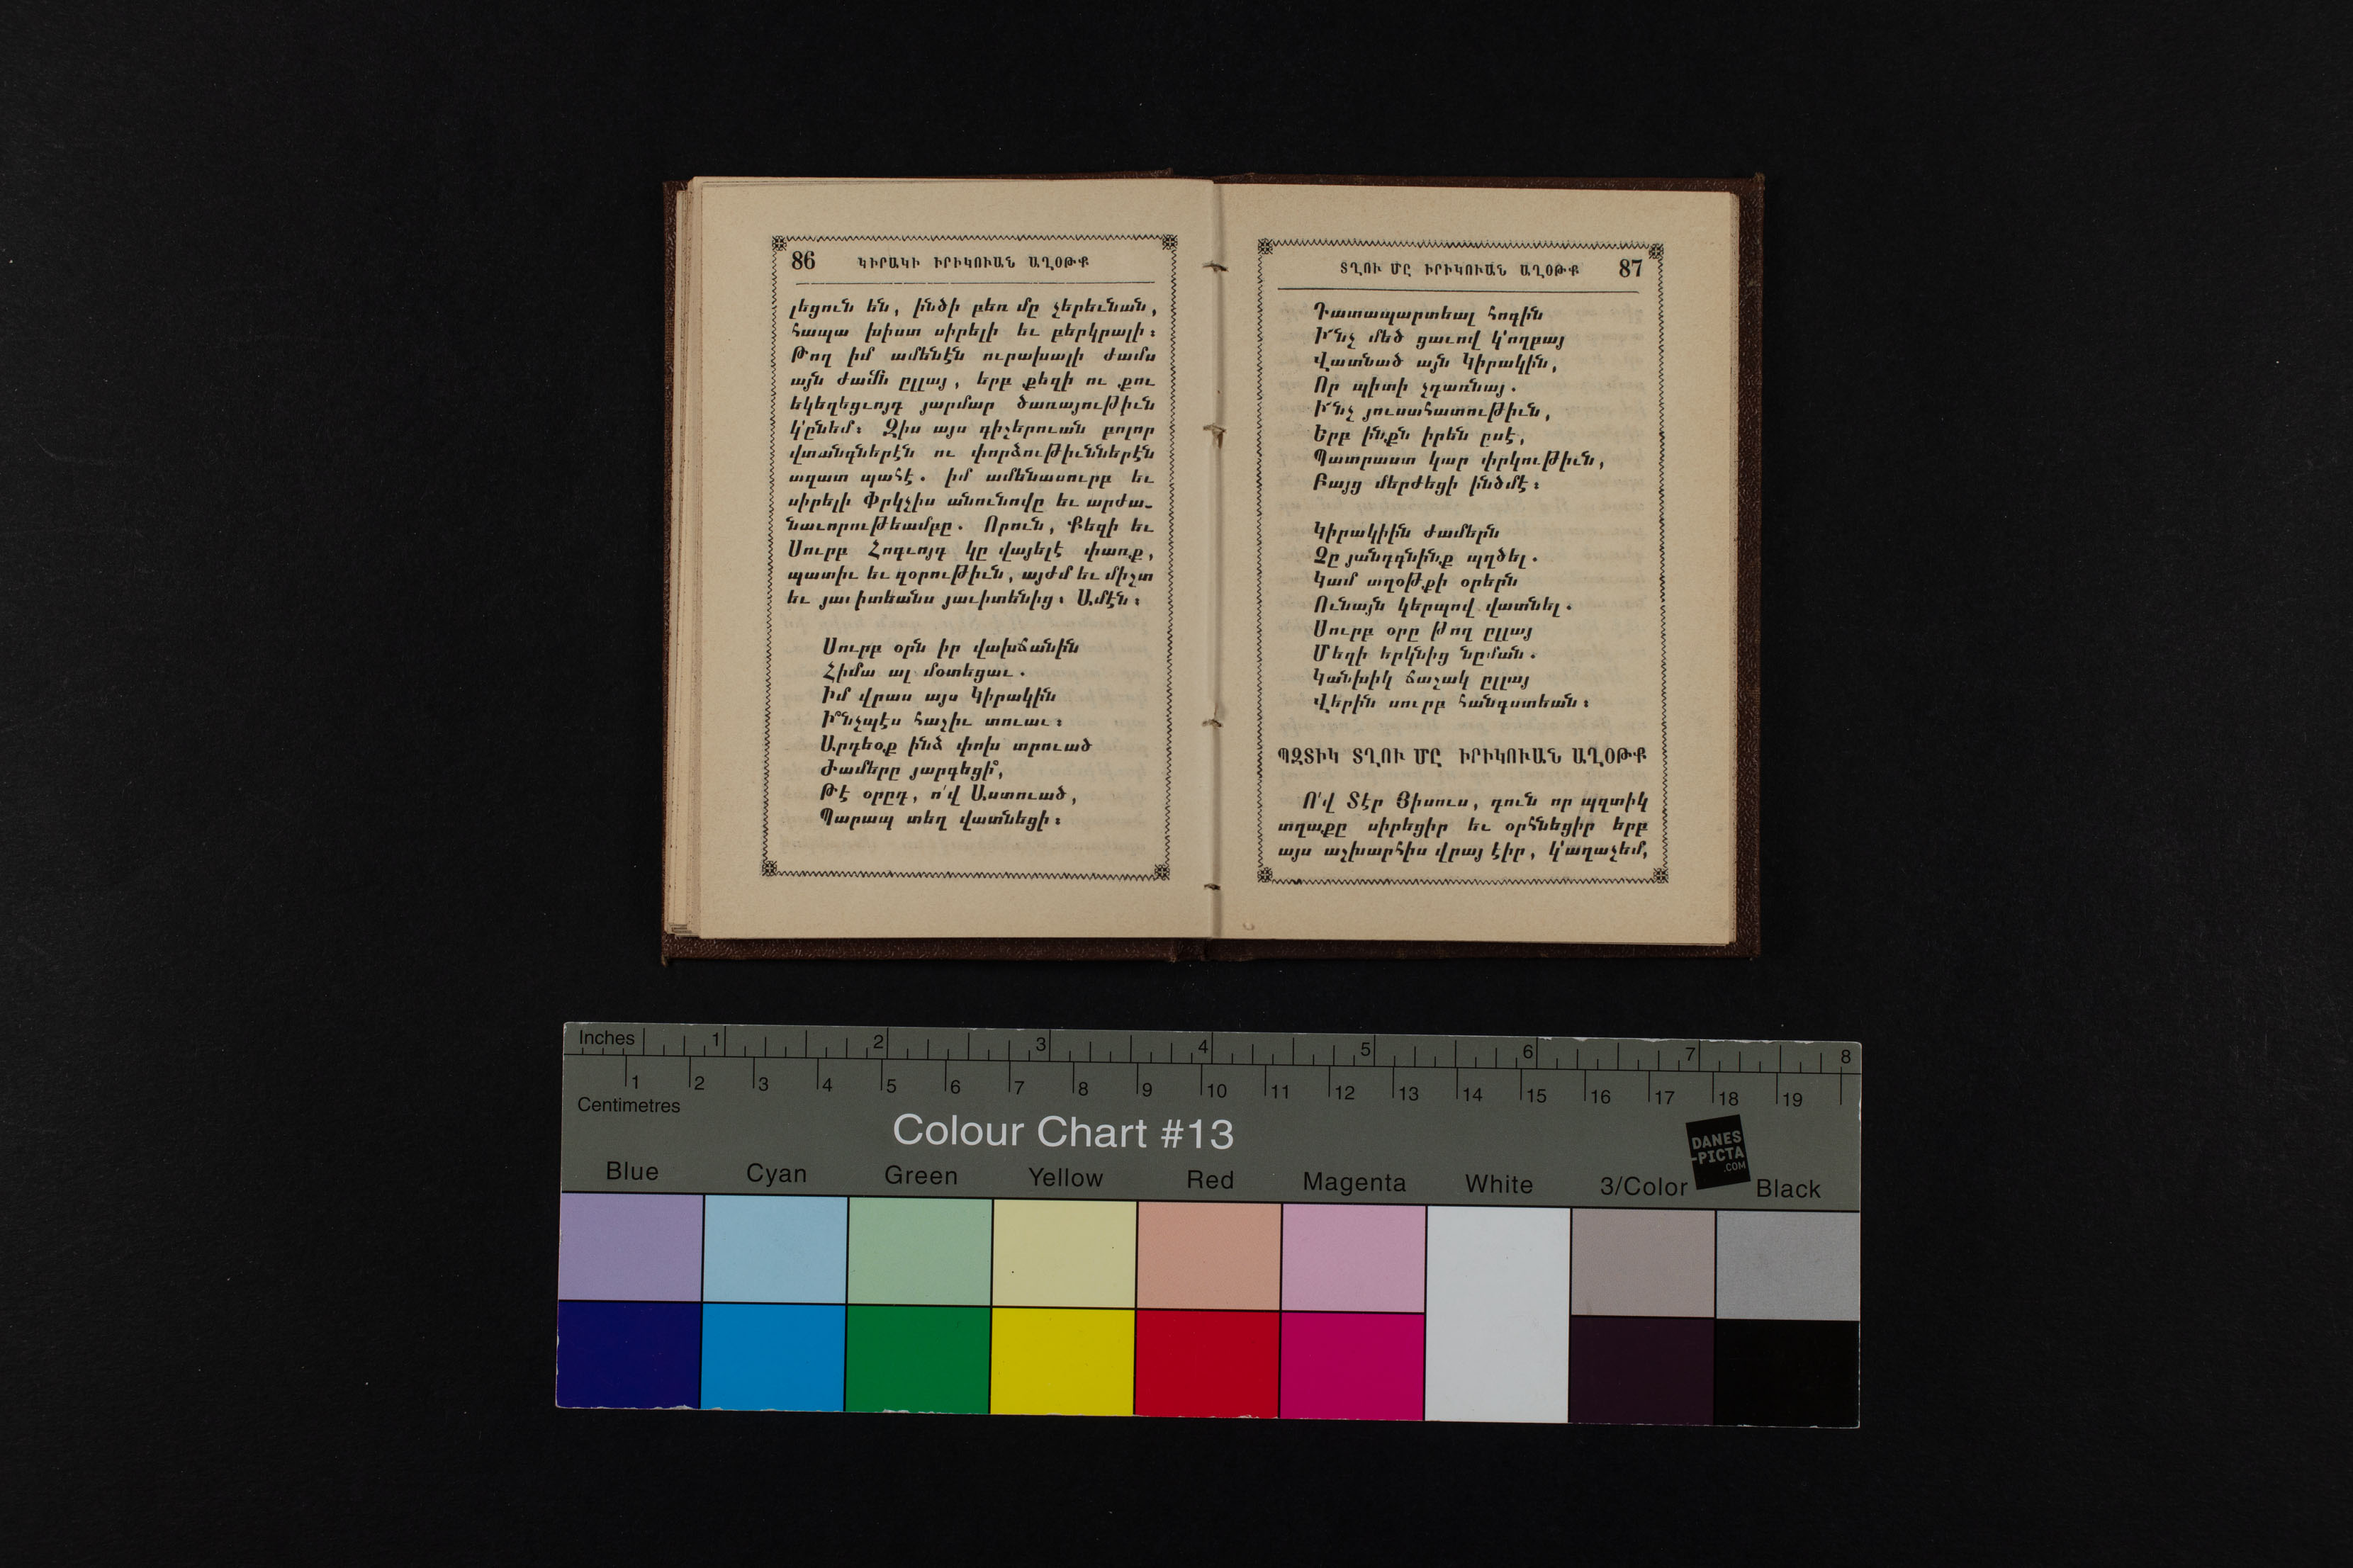 86 ԿԻՐԱԿԻ ԻՐԻԿՈՒԱՆ ԱՂՕԹՔ
լեցուն են, ինծի բեռ մը չերեւնան,
հապա խիստ սիրելի եւ բերկրալի։
Թող իմ ամենէն ուրախալի ժամս
այն ժամն ըլլայ, երբ քեզի ու քու
եկեղեցւոյդ յարմար ծառայութիւն
կ՚ընեմ։ Զիս այս գիշերուան բոլոր
վտանգներէն ու փորձութիւններէն
ազատ պահէ. իմ ամենասուրբ եւ
սիրելի Փրկչիս անունովը եւ արժա-
նաւորութեամբը. Որուն, Քեզի եւ
Սուրբ Հոգւոյդ կը վայելէ փառք,
պատիւ եւ զօրութիւն, այժմ եւ միշտ
եւ յաւիտեանս յաւիտենից։ Ամէն։
Սուրբ օրն իր վախճանին
Հիմա ալ մօտեցաւ.
Իմ վրաս այս Կիրակին
Ի՞նչպէս հաշիւ տուաւ։
Արդեօք ինձ փոխ տրուած
Ժամերը յարգեցի՞,
Թէ օրըդ, ո՛վ Աստուած,
Պարապ տեղ վատնեցի։
ՏՂՈՒ ՄԸ ԻՐԻԿՈՒԱՆ ԱՂՕԹՔ 87
Դատապարտեալ հոգին
Ի՜նչ մեծ ցաւով կ՚ողբայ
Վատնած այն Կիրակին,
Որ պիտի չդառնայ.
Ի՜նչ յուսահատութիւն,
Երբ ինքն իրեն ըսէ,
Պատրաստ կար փրկութիւն,
Բայց մերժեցի ինծմէ։
Կիրակիին ժամերն
Չը յանդգնինք պղծել.
Կամ աղօթքի օրերն
Ունայն կերպով վատնել.
Սուրբ օրը թող ըլլայ
Մեզի երկնից նըման.
Կանխիկ ճաշակ ըլլայ
Վերին սուրբ հանգստեան։
ՊԶՏԻԿ ՏՂՈՒ ՄԸ ԻՐԻԿՈՒԱՆ ԱՂՕԹՔ
Ո՛վ Տէր Յիսուս, դուն որ պզտիկ
տղաքը սիրեցիր եւ օրհնեցիր երբ
այս աշխարհիս վրայ էիր, կ՚աղաչեմ,
Inches 1 2 3 4 5 6 7 8
1 2 3 4 5 6 7 8 9 10 11 12 13 14 15 16 17 18 19
Centimetres
Colour Chart #13
DANES
-PICTA
.COM
Blue Cyan Green Yellow Red Magenta White 3/Color Black